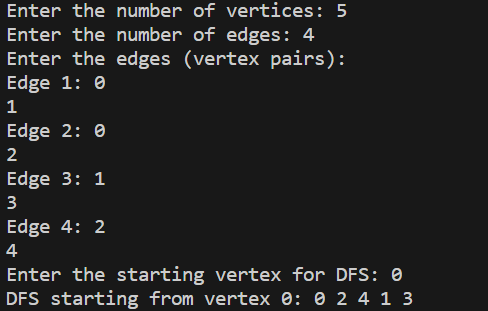 Enter the number of vertices: 5
Enter the number of edges: 4
Enter the edges (vertex pairs):
Edge 1: 0
1
Edge 2: 0
2
Edge 3: 1
3
Edge 4: 2
4
Enter the starting vertex for DFS: 0
DFS starting from vertex 0: 0 2 4 1 3